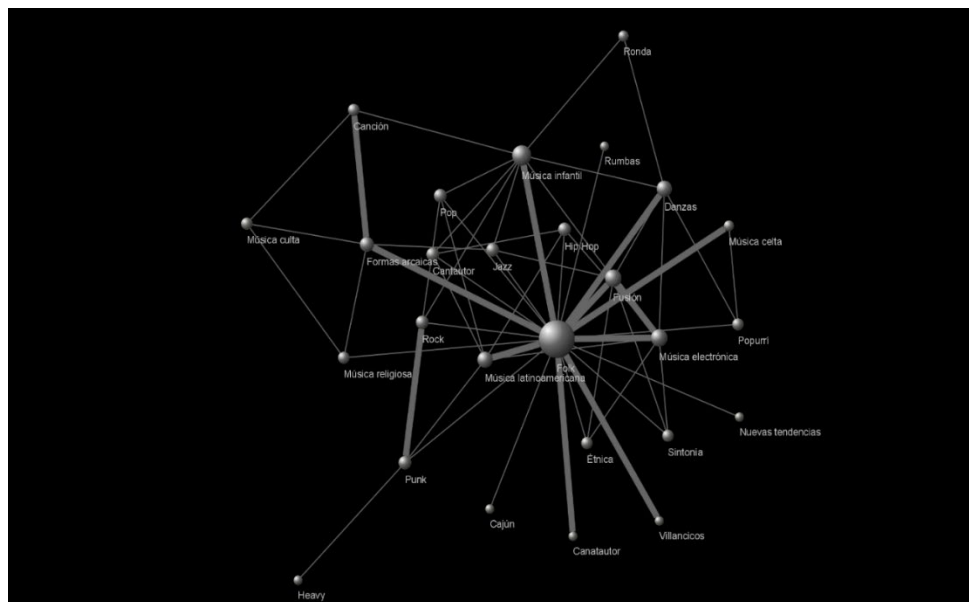 Ronda
Canción
Rumbas
Música infantil
Danzas
Pop
Música culta
Hip Hop
Música celta
Formas arcaicas
Cantautor
Jazz
Fusión
Rock
Popurrí
Música electrónica
Folk
Música religiosa
Música latinoamericana
Nuevas tendencias
Étnica
Sintonía
Punk
Cajún
Villancicos
Canatautor
Heavy